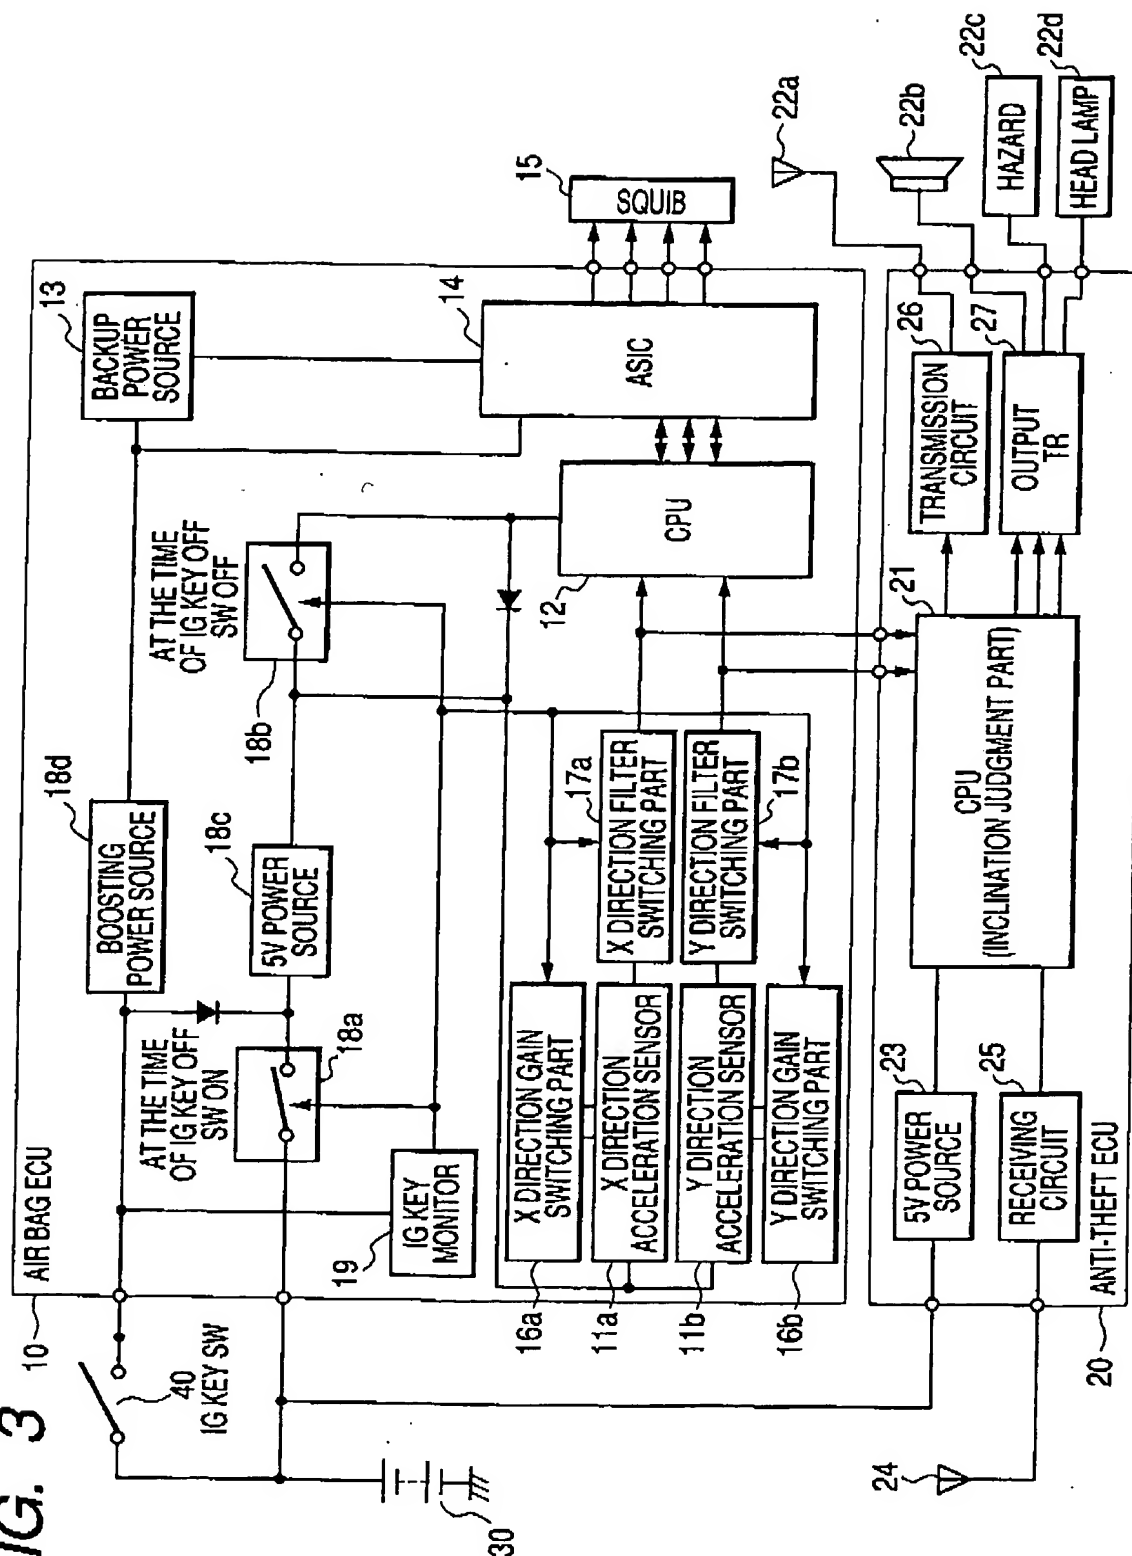 FIG. 3
10
AIR BAG ECU
40
IG KEY SW
30
AT THE TIME
OF IG KEY OFF
SW ON
18a
18d
BOOSTING
POWER SOURCE
18c
5V POWER
SOURCE
AT THE TIME
OF IG KEY OFF
SW OFF
18b
13
BACKUP
POWER
SOURCE
14
ASIC
15
SQUIB
12
CPU
19
IG KEY
MONITOR
16a
X DIRECTION GAIN
SWITCHING PART
11a
X DIRECTION
ACCELERATION SENSOR
11b
Y DIRECTION
ACCELERATION SENSOR
16b
Y DIRECTION GAIN
SWITCHING PART
17a
X DIRECTION FILTER
SWITCHING PART
17b
Y DIRECTION FILTER
SWITCHING PART
20
ANTI-THEFT ECU
24
23
5V POWER
SOURCE
25
RECEIVING
CIRCUIT
21
CPU
(INCLINATION JUDGMENT PART)
26
TRANSMISSION
CIRCUIT
27
OUTPUT
TR
22a
22b
22c
HAZARD
22d
HEAD LAMP